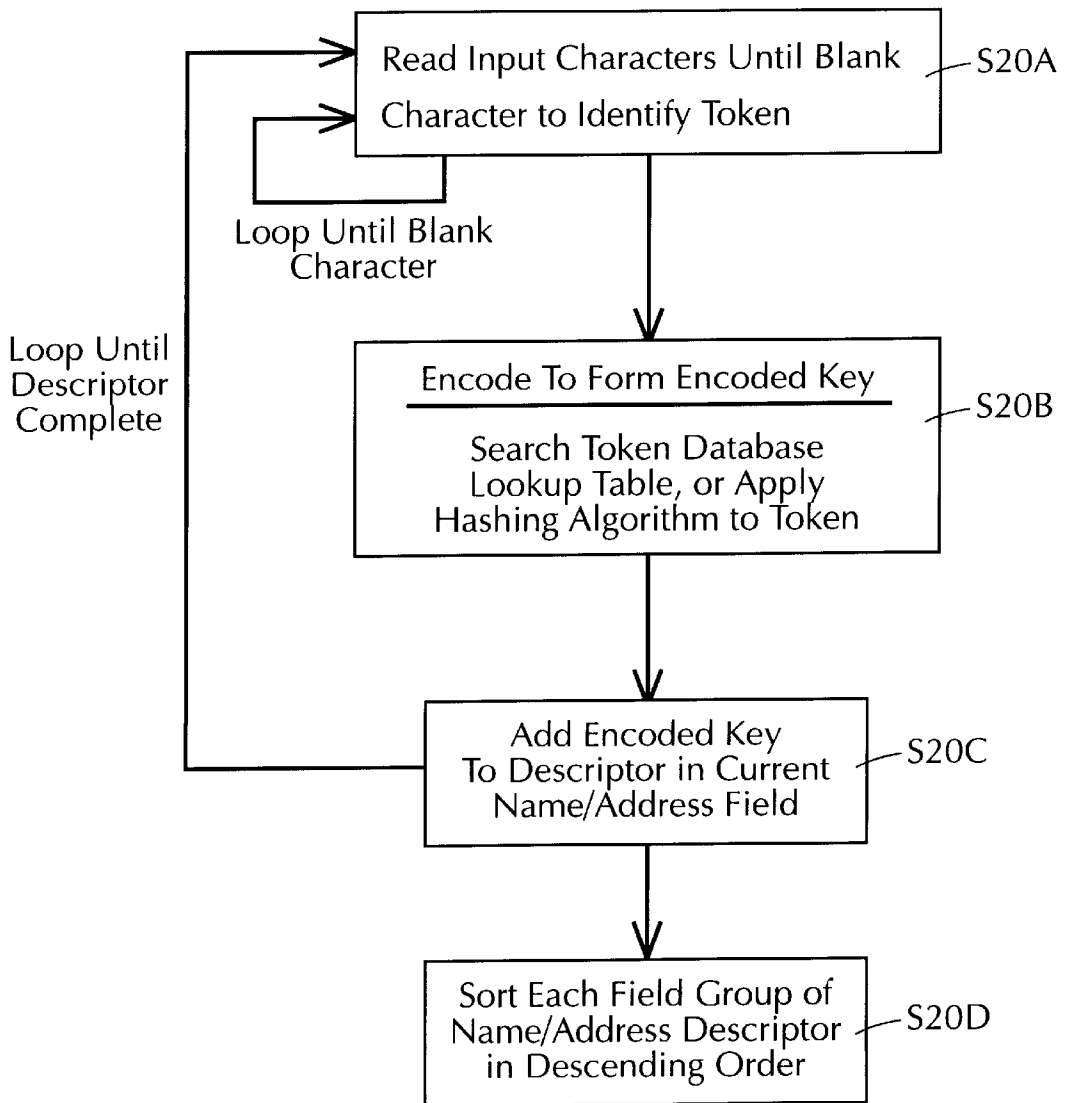 Read Input Characters Until Blank
Character to Identify Token
S20A
Loop Until Blank
Character
Loop Until
Descriptor
Complete
Encode To Form Encoded Key
Search Token Database
Lookup Table, or Apply
Hashing Algorithm to Token
S20B
Add Encoded Key
To Descriptor in Current
Name/Address Field
S20C
Sort Each Field Group of
Name/Address Descriptor
in Descending Order
S20D